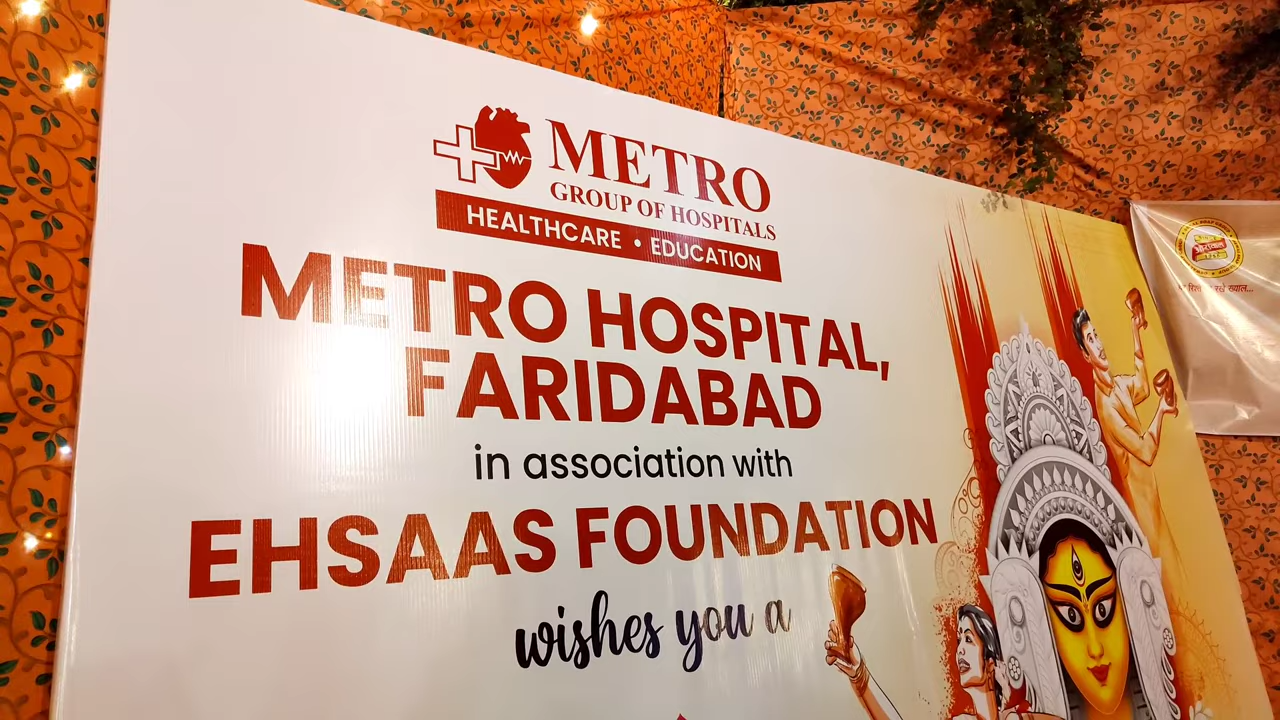 METRO
GROUP OF HOSPITALS
HEALTHCARE • EDUCATION
METRO HOSPITAL,
FARIDABAD
in association with
EHSAAS FOUNDATION
wishes you a